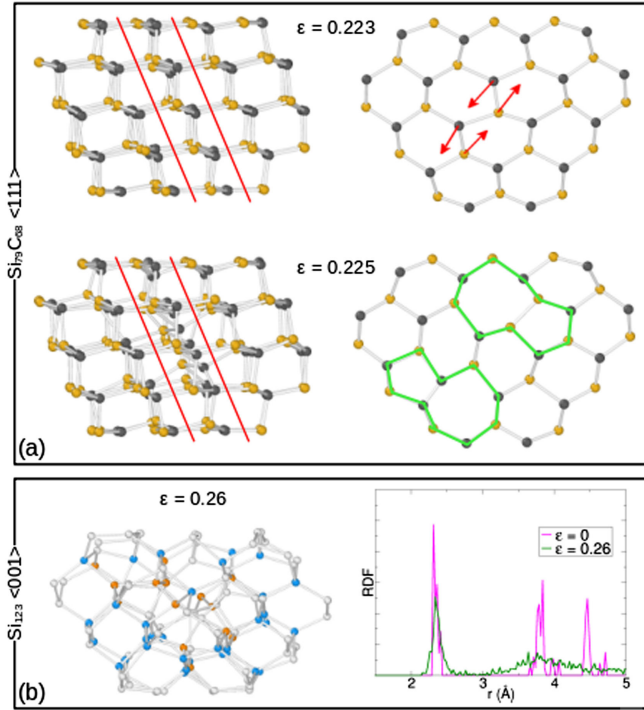 Si₇₉C₆₈ <111>
ε = 0.223
ε = 0.225
(a)
Si₁₂₃ <001>
ε = 0.26
(b)
RDF
ε = 0
ε = 0.26
2 3 4 5
r (Å)